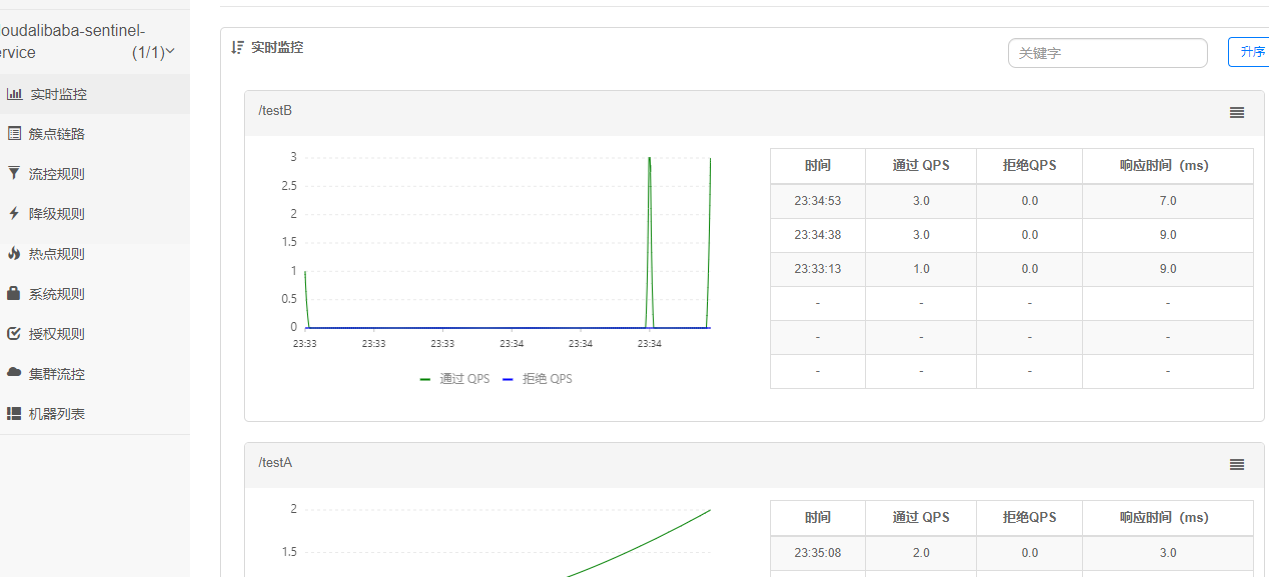 oudalibaba-sentinel-
rvice (1/1)
实时监控
簇点链路
流控规则
降级规则
热点规则
系统规则
授权规则
集群流控
机器列表
实时监控
关键字
升序
/testB
3
2.5
2
1.5
1
0.5
0
23:33 23:33 23:33 23:34 23:34 23:34
通过 QPS 拒绝 QPS
时间 通过 QPS 拒绝QPS 响应时间（ms）
23:34:53 3.0 0.0 7.0
23:34:38 3.0 0.0 9.0
23:33:13 1.0 0.0 9.0
- - - -
- - - -
- - - -
/testA
2
1.5
时间 通过 QPS 拒绝QPS 响应时间（ms）
23:35:08 2.0 0.0 3.0